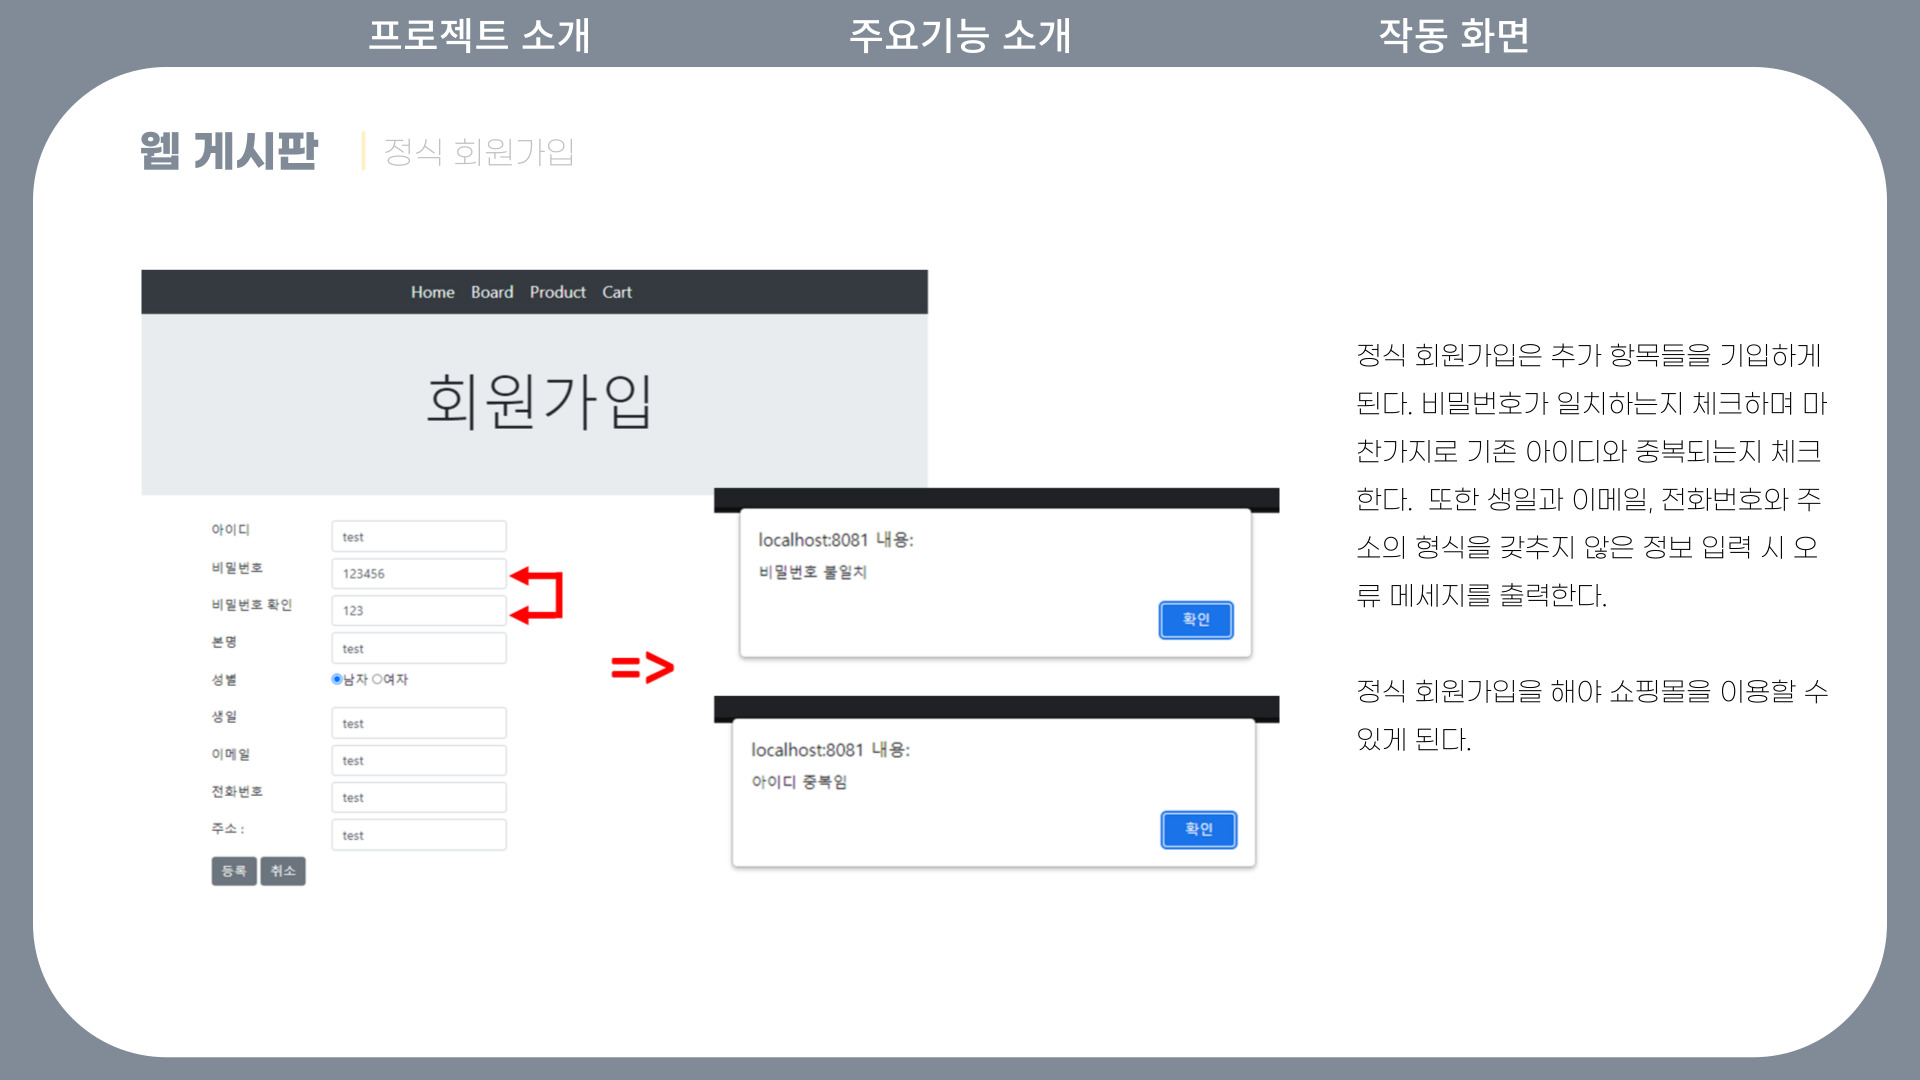 프로젝트 소개
주요기능 소개
작동 화면
웹 게시판
정식 회원가입
Home Board Product Cart
회원가입
아이디
test
비밀번호
123456
비밀번호 확인
123
본명
test
성별
남자 여자
생일
test
이메일
test
전화번호
test
주소 :
test
등록 취소
=>
localhost:8081 내용:
비밀번호 불일치
확인
localhost:8081 내용:
아이디 중복임
확인
정식 회원가입은 추가 항목들을 기입하게
된다. 비밀번호가 일치하는지 체크하며 마
찬가지로 기존 아이디와 중복되는지 체크
한다. 또한 생일과 이메일, 전화번호와 주
소의 형식을 갖추지 않은 정보 입력 시 오
류 메세지를 출력한다.
정식 회원가입을 해야 쇼핑몰을 이용할 수
있게 된다.